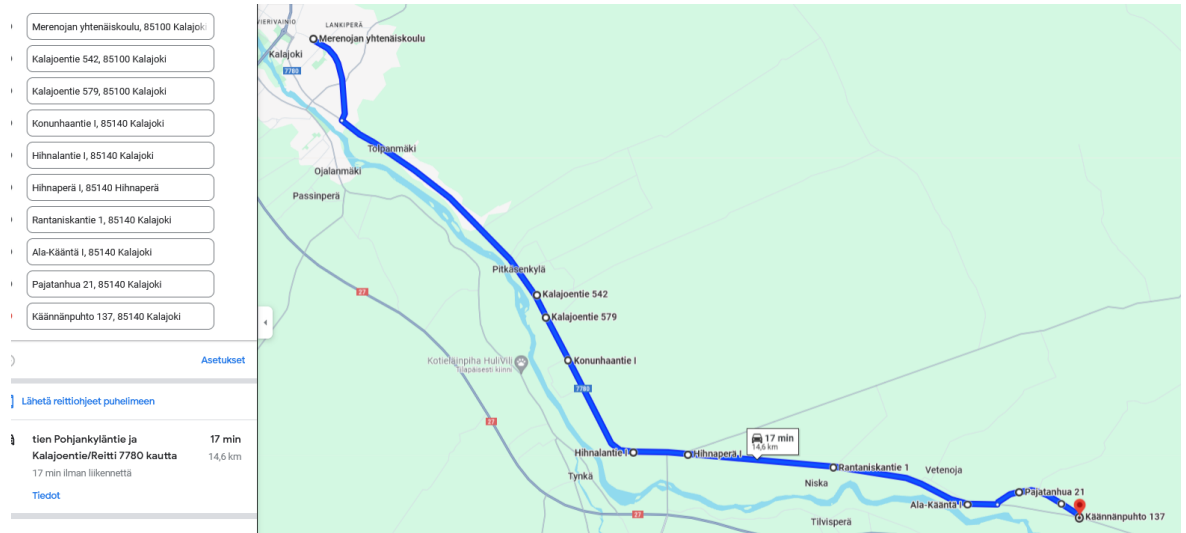 Merenojan yhtenäiskoulu, 85100 Kalajoki
Kalajoentie 542, 85100 Kalajoki
Kalajoentie 579, 85100 Kalajoki
Konunhaantie I, 85140 Kalajoki
Hihnalantie I, 85140 Kalajoki
Hihnaperä I, 85140 Hihnaperä
Rantaniskantie 1, 85140 Kalajoki
Ala-Kääntä I, 85140 Kalajoki
Pajatanhua 21, 85140 Kalajoki
Käännänpuhto 137, 85140 Kalajoki
Asetukset
Lähetä reittiohjeet puhelimeen
tien Pohjankyläntie ja
Kalajoentie/Reitti 7780 kautta
17 min
14,6 km
17 min ilman liikennettä
Tiedot
VIERIVAINIO
LANKIPERÄ
Merenojan yhtenäiskoulu
Kalajoki
7780
Tolpanmäki
Ojalanmäki
Passinperä
Pitkäsenkylä
27
Kalajoentie 542
Kalajoentie 579
Kotieläinpiha HuliVili
Tilapäisesti kiinni
Konunhaantie I
7780
27
17 min
14,6 km
Hihnalantie I
Hihnaperä I
Rantaniskantie 1
Vetenoja
Tynkä
Niska
Pajatanhua 21
Ala-Kääntä I
27
Tilvisperä
Käännänpuhto 137